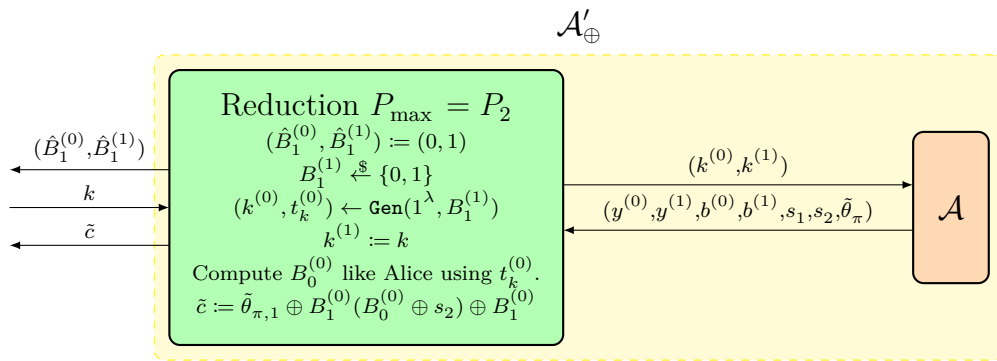 𝒜′_⊕
Reduction P_max = P_2
(B̂_1^(0), B̂_1^(1)) ≔ (0, 1)
B_1^(1) ←$ {0, 1}
(k^(0), t_k^(0)) ← Gen(1^λ, B_1^(1))
k^(1) ≔ k
Compute B_0^(0) like Alice using t_k^(0).
c̃ ≔ θ̃_{π,1} ⊕ B_1^(0)(B_0^(0) ⊕ s_2) ⊕ B_1^(0)
(B̂_1^(0),B̂_1^(1))
k
c̃
(k^(0),k^(1))
(y^(0),y^(1),b^(0),b^(1),s_1,s_2,θ̃_π)
𝒜